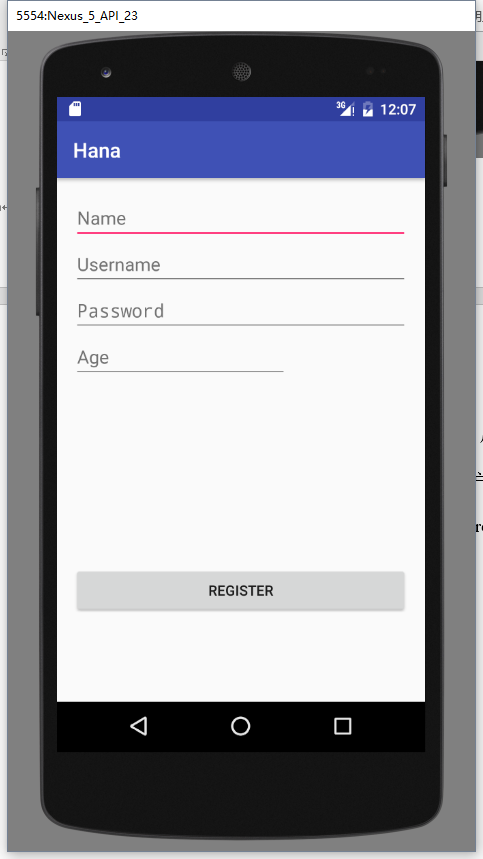 5554:Nexus_5_API_23
3G 12:07
Hana
Name
Username
Password
Age
REGISTER